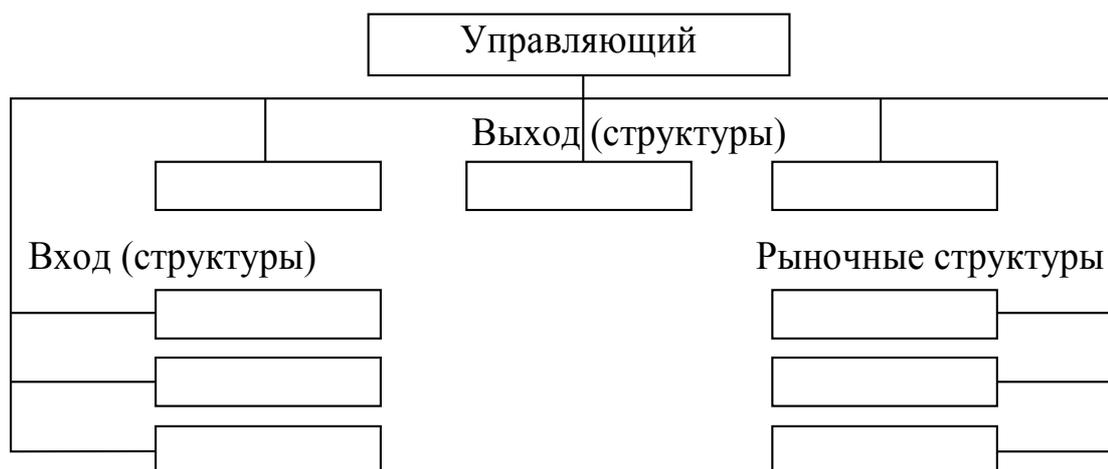 Управляющий
Выход (структуры)
Вход (структуры)
Рыночные структуры